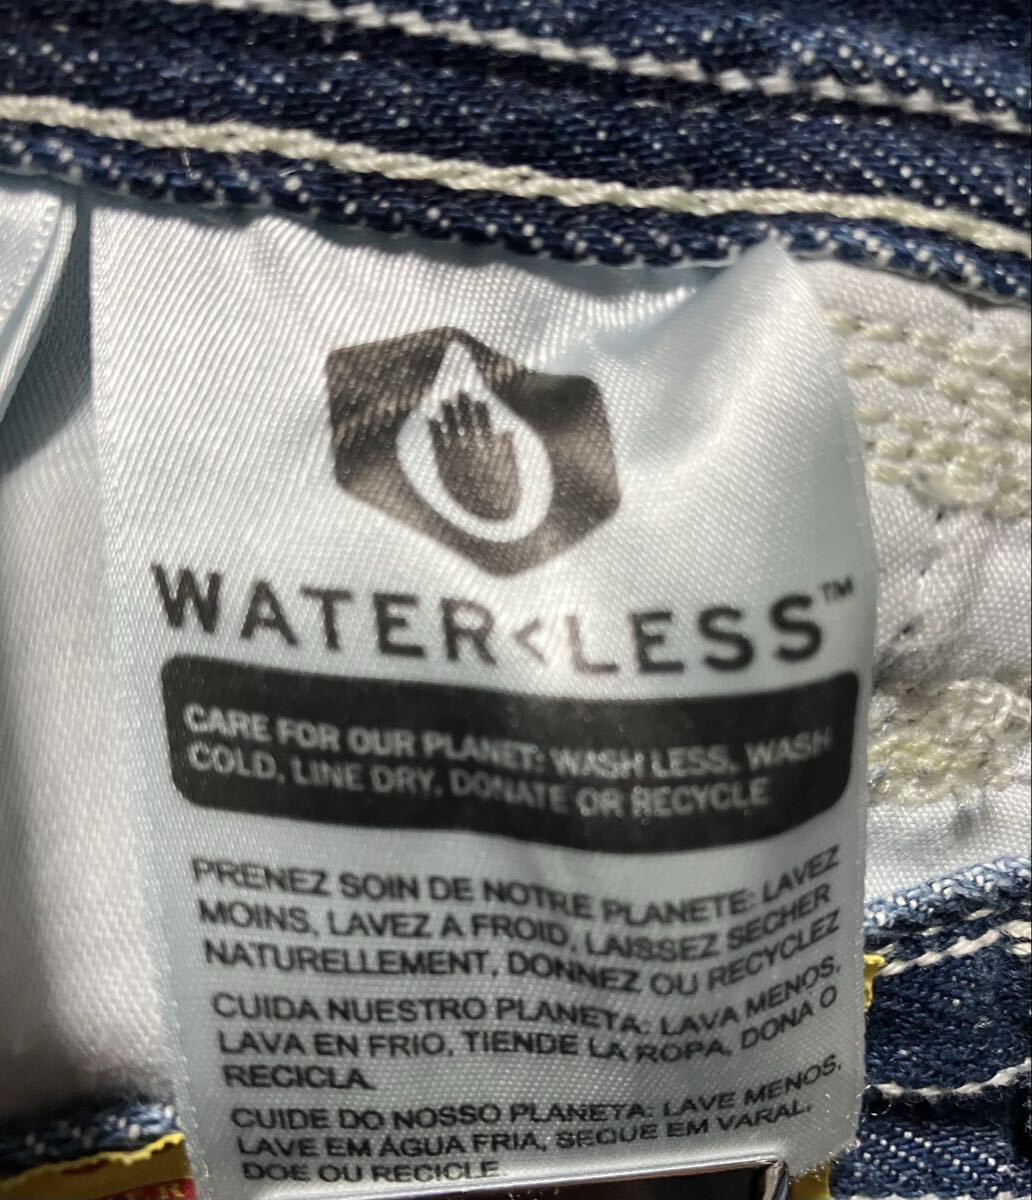 WATER<LESS™
CARE FOR OUR PLANET: WASH LESS, WASH
COLD, LINE DRY, DONATE OR RECYCLE
PRENEZ SOIN DE NOTRE PLANETE: LAVEZ
MOINS, LAVEZ A FROID, LAISSEZ SECHER
NATURELLEMENT, DONNEZ OU RECYCLEZ
CUIDA NUESTRO PLANETA: LAVA MENOS,
LAVA EN FRIO, TIENDE LA ROPA, DONA O
RECICLA.
CUIDE DO NOSSO PLANETA: LAVE MENOS,
LAVE EM ÁGUA FRIA, SEQUE EM VARAL,
DOE OU RECICLE.